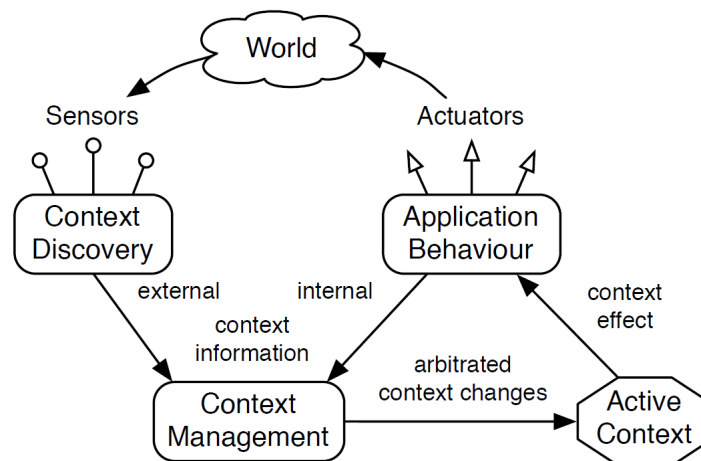 World
Sensors
Actuators
Context
Discovery
Application
Behaviour
external
internal
context
effect
context
information
arbitrated
context changes
Context
Management
Active
Context